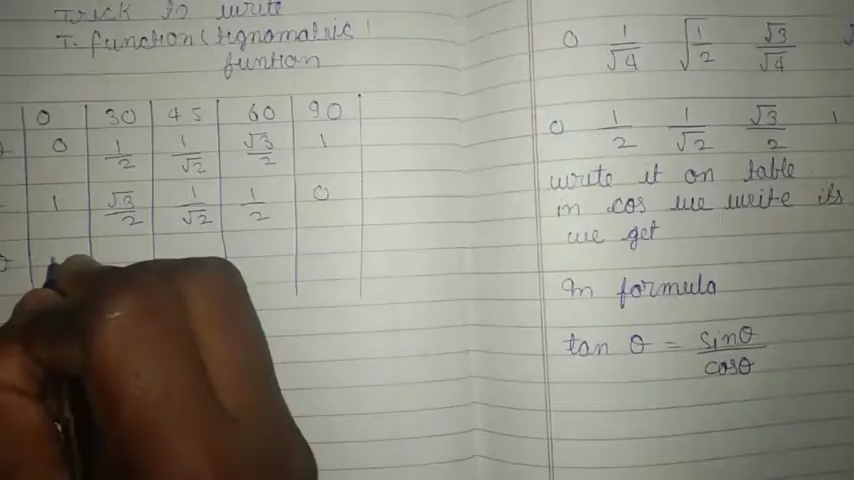 Trick to write
T. function (tignomatric
funtion
0 30 45 60 90
0 1/2 1/√2 √3/2 1
1 √3/2 1/√2 1/2 0
0 1/√4 √1/2 √3/√4
0 1/2 1/√2 √3/2 1
write it on table
in cos we write its
we get
In formula
tan θ = sinθ/cosθ